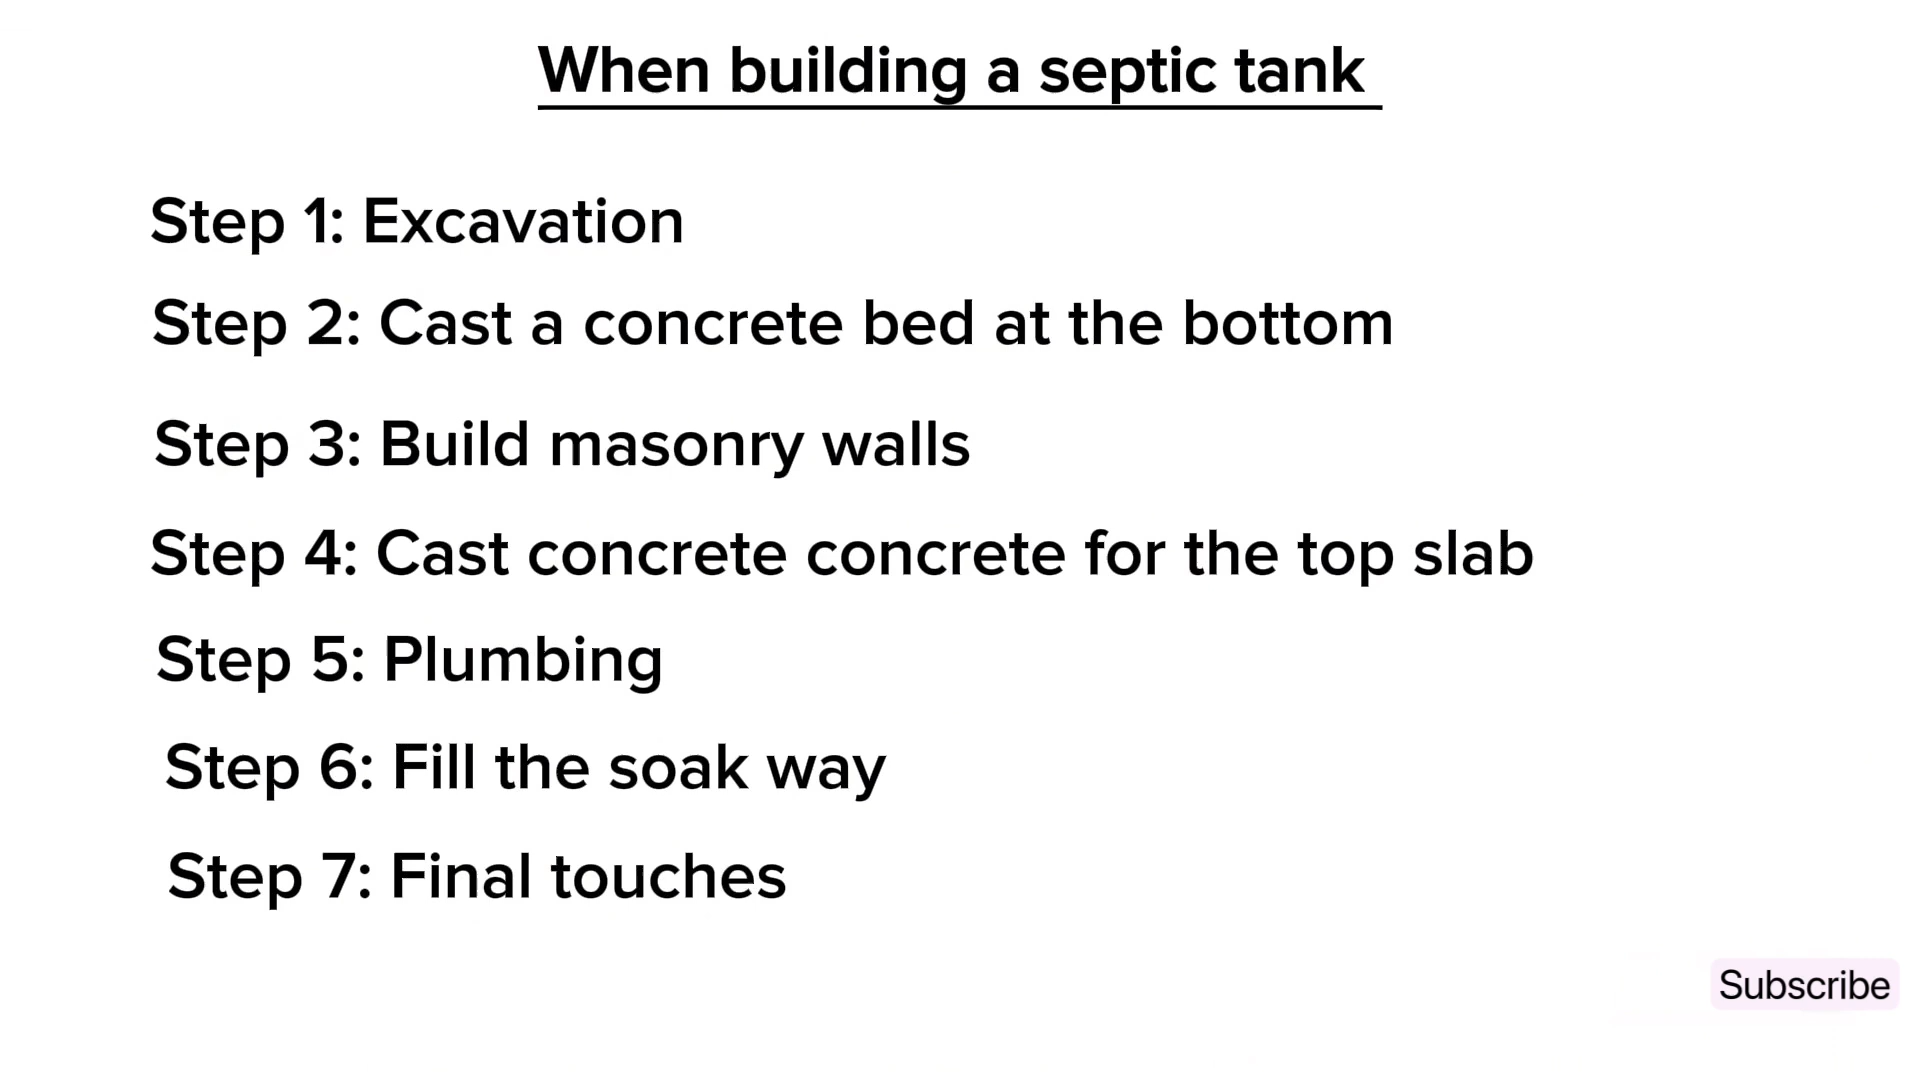 When building a septic tank
Step 1: Excavation
Step 2: Cast a concrete bed at the bottom
Step 3: Build masonry walls
Step 4: Cast concrete concrete for the top slab
Step 5: Plumbing
Step 6: Fill the soak way
Step 7: Final touches
Subscribe